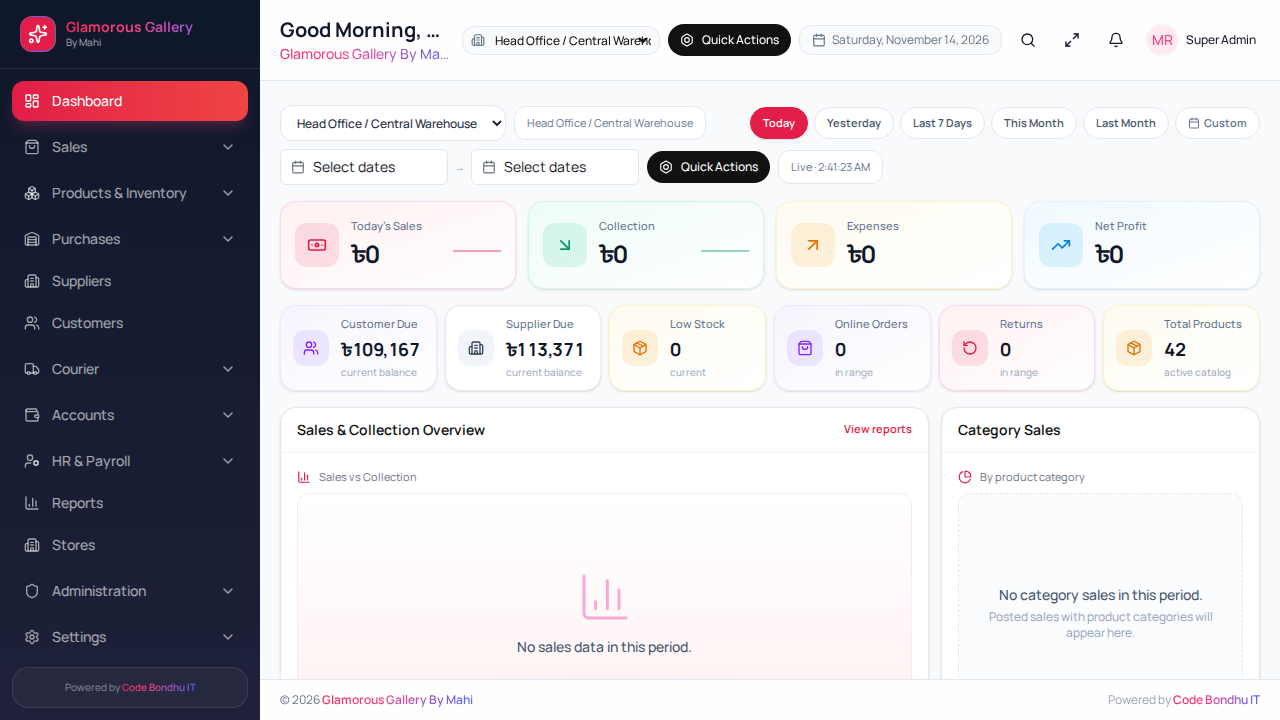 Glamorous Gallery
By Mahi
Dashboard
Sales
Products & Inventory
Purchases
Suppliers
Customers
Courier
Accounts
HR & Payroll
Reports
Stores
Administration
Settings
Powered by Code Bondhu IT
Good Morning, ...
Glamorous Gallery By Ma...
Head Office / Central Wareho
Quick Actions
Saturday, November 14, 2026
MR
Super Admin
Head Office / Central Warehouse
Head Office / Central Warehouse
Today
Yesterday
Last 7 Days
This Month
Last Month
Custom
Select dates
→
Select dates
Quick Actions
Live · 2:41:23 AM
Today's Sales
৳0
Collection
৳0
Expenses
৳0
Net Profit
৳0
Customer Due
৳109,167
current balance
Supplier Due
৳113,371
current balance
Low Stock
0
current
Online Orders
0
in range
Returns
0
in range
Total Products
42
active catalog
Sales & Collection Overview
View reports
Sales vs Collection
No sales data in this period.
Category Sales
By product category
No category sales in this period.
Posted sales with product categories will
appear here.
© 2026 Glamorous Gallery By Mahi
Powered by Code Bondhu IT